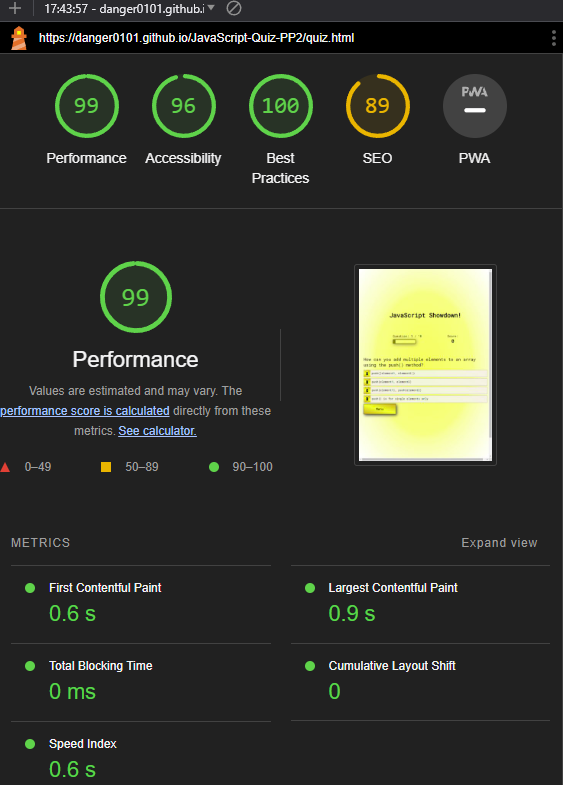 17:43:57 - danger0101.github.i
https://danger0101.github.io/JavaScript-Quiz-PP2/quiz.html
99
96
100
89
PWA
Performance
Accessibility
Best
Practices
SEO
PWA
99
Performance
Values are estimated and may vary. The
performance score is calculated directly from these
metrics. See calculator.
0–49
50–89
90–100
JavaScript Showdown!
How can you add multiple elements to an array
using the push() method?
METRICS
Expand view
First Contentful Paint
0.6 s
Largest Contentful Paint
0.9 s
Total Blocking Time
0 ms
Cumulative Layout Shift
0
Speed Index
0.6 s